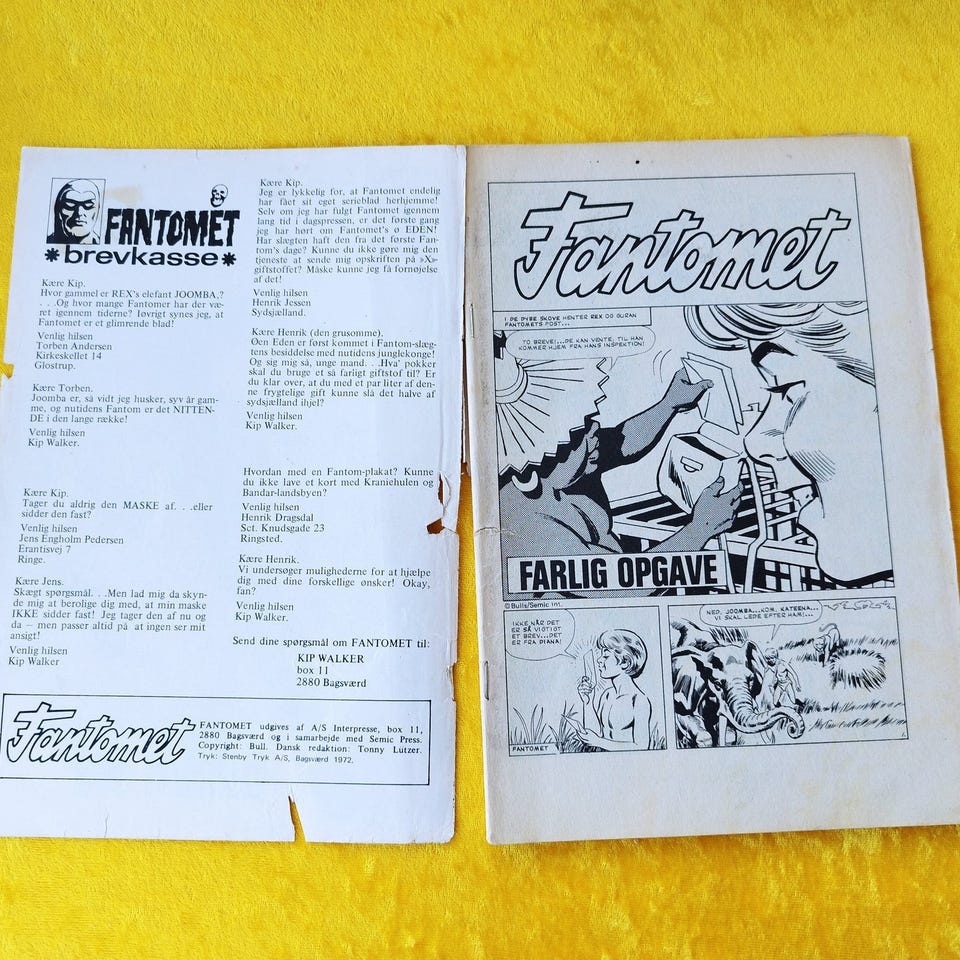 FANTOMET
*brevkasse*
Kære Kip.
Hvor gammel er REX's elefant JOOMBA,?
. . .Og hvor mange Fantomer har der væ-
ret igennem tiderne? Iøvrigt synes jeg, at
Fantomet er et glimrende blad!
Venlig hilsen
Torben Andersen
Kirkeskellet 14
Glostrup.
Kære Torben.
Joomba er, så vidt jeg husker, syv år gam-
me, og nutidens Fantom er det NITTEN-
DE i den lange række!
Venlig hilsen
Kip Walker.
Kære Kip.
Tager du aldrig den MASKE af. . .eller
sidder den fast?
Venlig hilsen
Jens Engholm Pedersen
Erantisvej 7
Ringe.
Kære Jens.
Skægt spørgsmål. . .Men lad mig da skyn-
de mig at berolige dig med, at min maske
IKKE sidder fast! Jeg tager den af nu og
da — men passer altid på at ingen ser mit
ansigt!
Venlig hilsen
Kip Walker
Kære Kip.
Jeg er lykkelig for, at Fantomet endelig
har fået sit eget serieblad herhjemme!
Selv om jeg har fulgt Fantomet igennem
lang tid i dagspressen, er det første gang
jeg har hørt om Fantomet's ø EDEN!
Har slægten haft den fra det første Fan-
tom's dage? Kunne du ikke gøre mig den
tjeneste at sende mig opskriften på »X»-
giftstoffet? Måske kunne jeg få fornøjelse
af det!
Venlig hilsen
Henrik Jessen
Sydsjælland.
Kære Henrik (den grusomme).
Øen Eden er først kommet i Fantom-slæg-
tens besiddelse med nutidens junglekonge!
Og sig mig så, unge mand. . .Hva' pokker
skal du bruge et så farligt giftstof til? Er
du klar over, at du med et par liter af den-
ne frygtelige gift kunne slå det halve af
sydsjælland ihjel?
Venlig hilsen
Kip Walker.
Hvordan med en Fantom-plakat? Kunne
du ikke lave et kort med Kraniehulen og
Bandar-landsbyen?
Venlig hilsen
Henrik Dragsdal
Sct. Knudsgade 23
Ringsted.
Kære Henrik.
Vi undersøger mulighederne for at hjælpe
dig med dine forskellige ønsker! Okay,
fan?
Venlig hilsen
Kip Walker.
Send dine spørgsmål om FANTOMET til:
KIP WALKER
box 11
2880 Bagsværd
Fantomet
FANTOMET udgives af A/S Interpresse, box 11,
2880 Bagsværd og i samarbejde med Semic Press.
Copyright: Bull. Dansk redaktion: Tonny Lützer.
Tryk: Stenby Tryk A/S, Bagsværd 1972.
Fantomet
I DE DYBE SKOVE HENTER REX OG GURAN
FANTOMETS POST...
TO BREVE!...DE KAN VENTE, TIL HAN
KOMMER HJEM FRA HANS INSPEKTION!
FARLIG OPGAVE
© Bulls/Semic Int.
IKKE NÅR DET
ER SÅ VIGTIGT
ET BREV...DET
ER FRA DIANA!
FANTOMET
NED, JOOMBA...KOM, KATEENA...
VI SKAL LEDE EFTER HAM!...